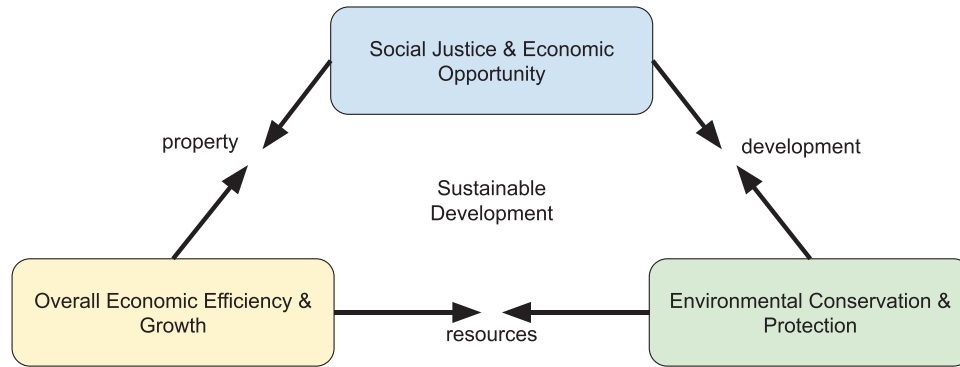 Social Justice & Economic
Opportunity
property
development
Sustainable
Development
Overall Economic Efficiency &
Growth
Environmental Conservation &
Protection
resources